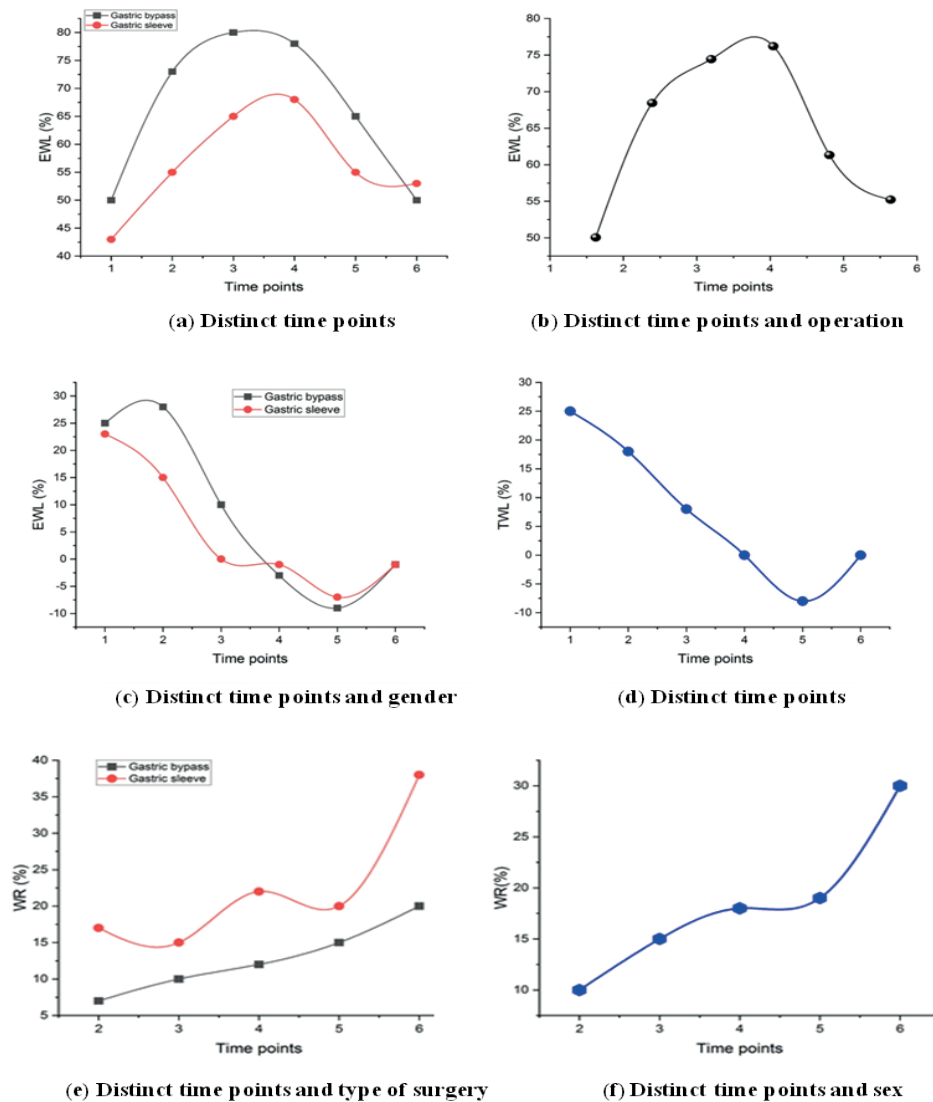 Gastric bypass
Gastric sleeve
80
75
70
65
60
55
50
45
40
EWL (%)
1 2 3 4 5 6
Time points
(a) Distinct time points
80
75
70
65
60
55
50
EWL (%)
1 2 3 4 5 6
Time points
(b) Distinct time points and operation
Gastric bypass
Gastric sleeve
30
25
20
15
10
5
0
-5
-10
EWL (%)
1 2 3 4 5 6
Time points
(c) Distinct time points and gender
30
25
20
15
10
5
0
-5
-10
TWL (%)
1 2 3 4 5 6
Time points
(d) Distinct time points
Gastric bypass
Gastric sleeve
40
35
30
25
20
15
10
5
WR (%)
2 3 4 5 6
Time points
(e) Distinct time points and type of surgery
30
25
20
15
10
WR(%)
2 3 4 5 6
Time points
(f) Distinct time points and sex